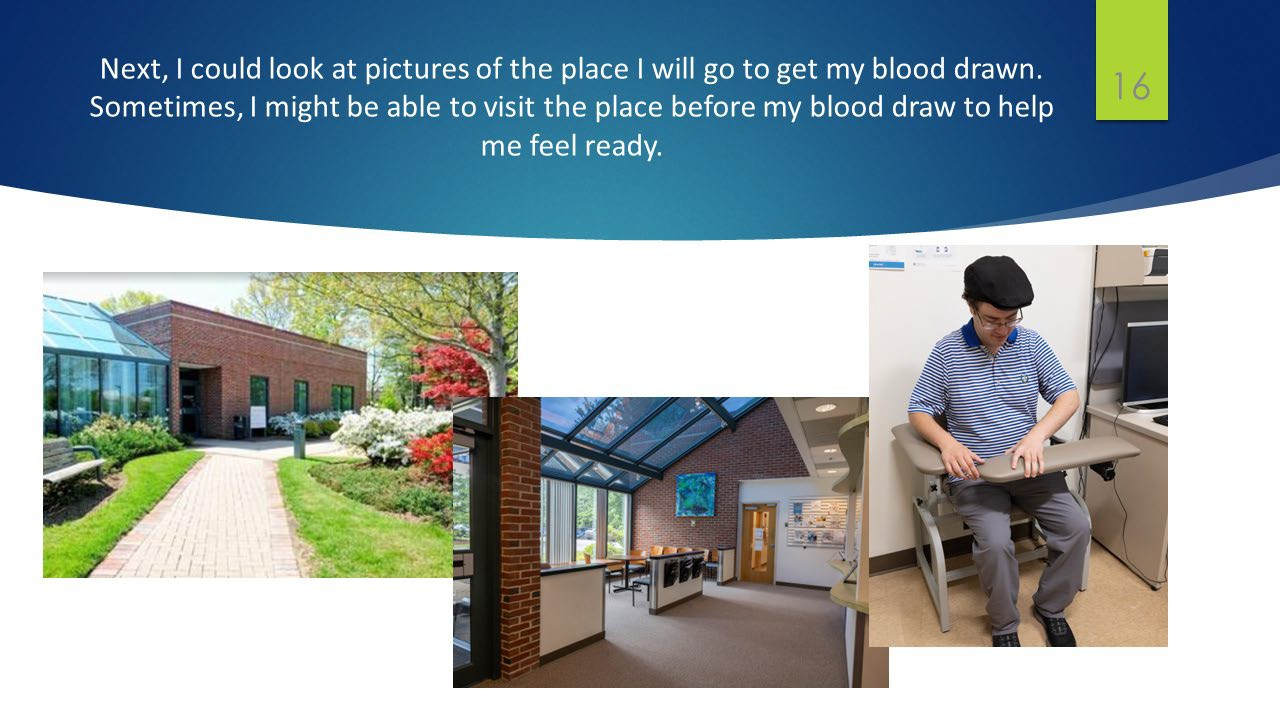 Next, I could look at pictures of the place I will go to get my blood drawn.
Sometimes, I might be able to visit the place before my blood draw to help
me feel ready.
16